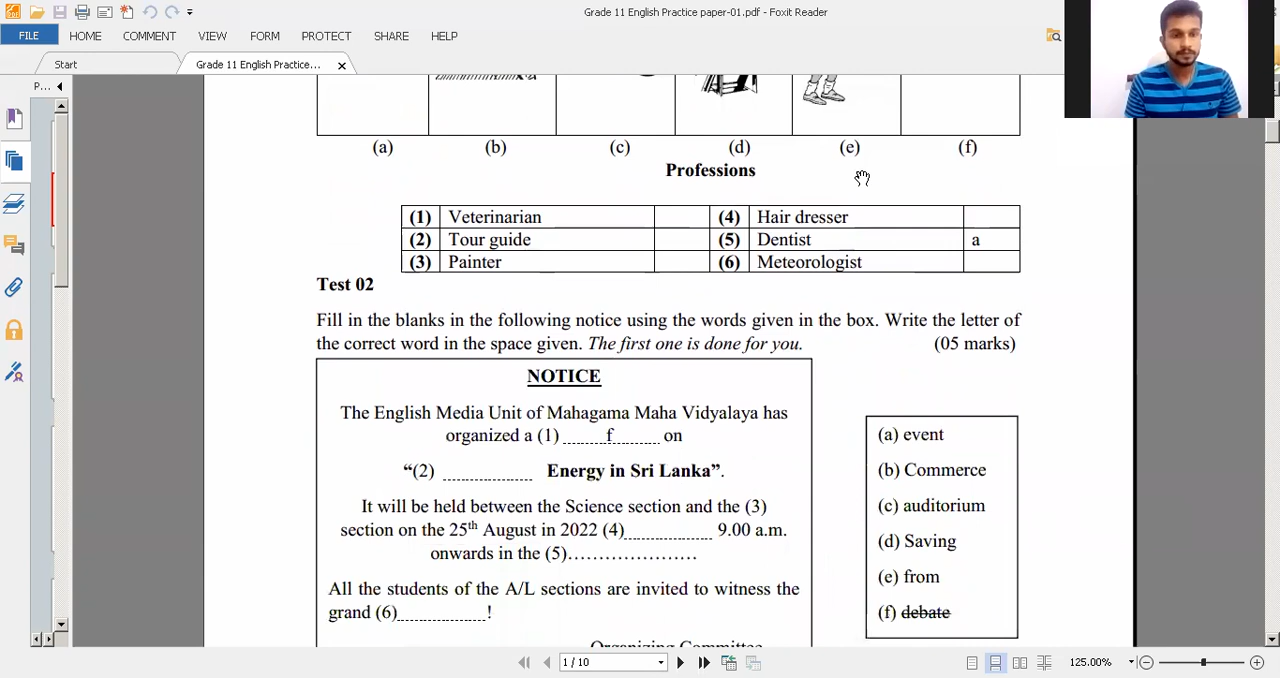 Grade 11 English Practice paper-01.pdf - Foxit Reader
FILE HOME COMMENT VIEW FORM PROTECT SHARE HELP
Start Grade 11 English Practice...
P...
(a) (b) (c) (d) (e) (f)
Professions
(1) Veterinarian (4) Hair dresser
(2) Tour guide (5) Dentist a
(3) Painter (6) Meteorologist
Test 02
Fill in the blanks in the following notice using the words given in the box. Write the letter of
the correct word in the space given. The first one is done for you. (05 marks)
NOTICE
The English Media Unit of Mahagama Maha Vidyalaya has
organized a (1) ......f...... on
“(2) .................. Energy in Sri Lanka”.
It will be held between the Science section and the (3)
section on the 25th August in 2022 (4).................. 9.00 a.m.
onwards in the (5)…………………
All the students of the A/L sections are invited to witness the
grand (6)..................!
(a) event
(b) Commerce
(c) auditorium
(d) Saving
(e) from
(f) debate
Organizing Committee
1 / 10
125.00%